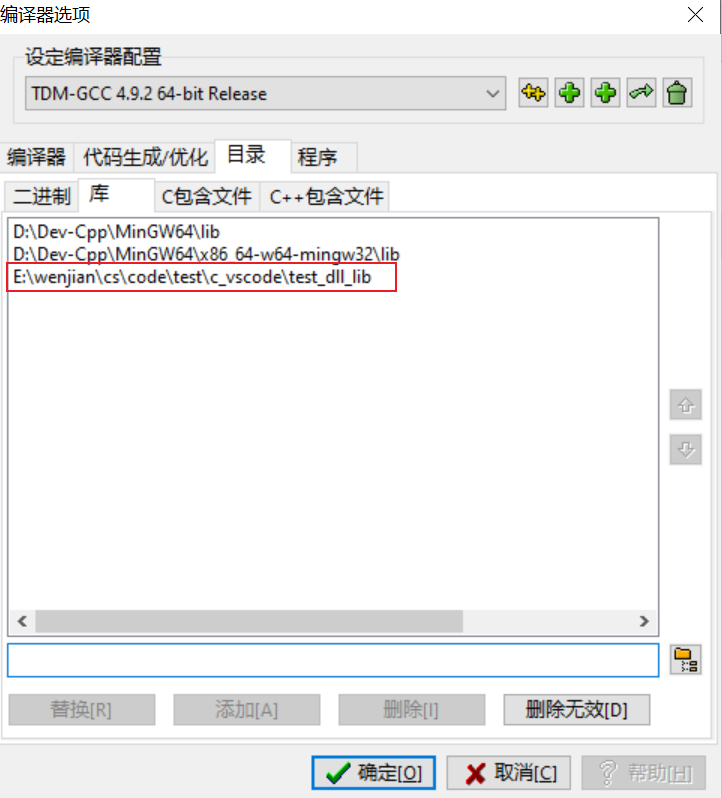 编译器选项
设定编译器配置
TDM-GCC 4.9.2 64-bit Release
编译器 代码生成/优化 目录 程序
二进制 库 C包含文件 C++包含文件
D:\Dev-Cpp\MinGW64\lib
D:\Dev-Cpp\MinGW64\x86_64-w64-mingw32\lib
E:\wenjian\cs\code\test\c_vscode\test_dll_lib
替换[R] 添加[A] 删除[I] 删除无效[D]
确定[O] 取消[C] 帮助[H]